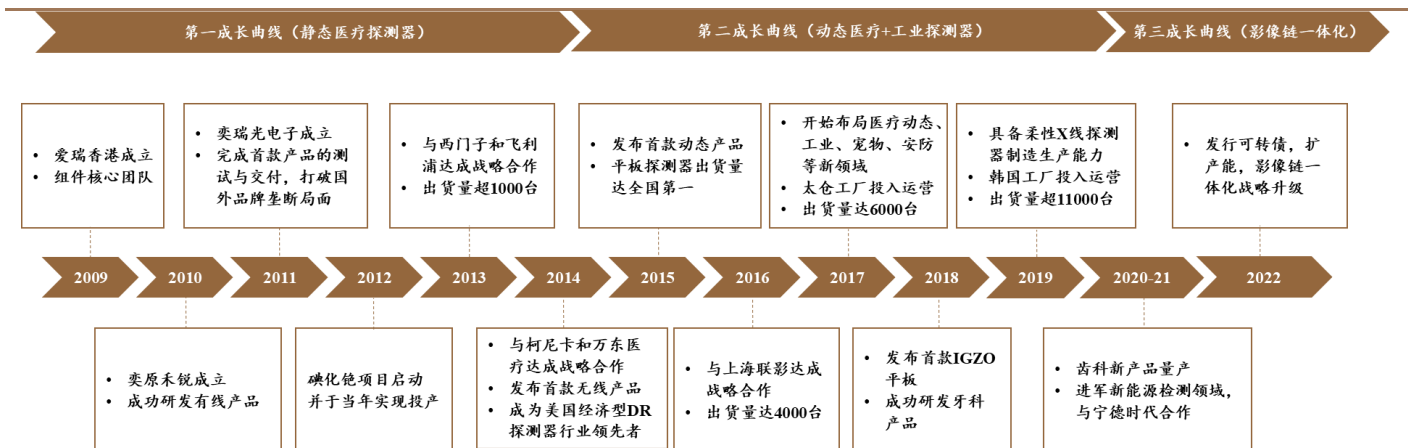 第一成长曲线（静态医疗探测器）
第二成长曲线（动态医疗+工业探测器）
第三成长曲线（影像链一体化）
• 爱瑞香港成立
• 组件核心团队
• 奕瑞光电子成立
• 完成首款产品的测
试与交付，打破国
外品牌垄断局面
• 与西门子和飞利
浦达成战略合作
• 出货量超1000台
• 发布首款动态产品
• 平板探测器出货量
达全国第一
• 开始布局医疗动态、
工业、宠物、安防
等新领域
• 太仓工厂投入运营
• 出货量达6000台
• 具备柔性X线探测
器制造生产能力
• 韩国工厂投入运营
• 出货量超11000台
• 发行可转债，扩
产能，影像链一
体化战略升级
2009
2010
2011
2012
2013
2014
2015
2016
2017
2018
2019
2020-21
2022
• 奕原禾锐成立
• 成功研发有线产品
碘化铯项目启动
并于当年实现投产
• 与柯尼卡和万东医
疗达成战略合作
• 发布首款无线产品
• 成为美国经济型DR
探测器行业领先者
• 与上海联影达成
战略合作
• 出货量达4000台
• 发布首款IGZO
平板
• 成功研发牙科
产品
• 齿科新产品量产
• 进军新能源检测领域，
与宁德时代合作